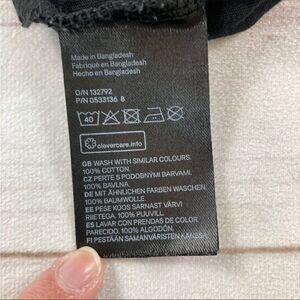 Made in Bangladesh
Fabriqué en Bangladesh
Hecho en Bangladesh
O/N 132792
P/N 0533136 8
40
clevercare.info
GB WASH WITH SIMILAR COLOURS.
100% COTTON.
CZ PERTE S PODOBNÝMI BARVAMI.
100% BAVLNA.
DE MIT ÄHNLICHEN FARBEN WASCHEN.
100% BAUMWOLLE.
EE PESE KOOS SARNAST VÄRVI
RIIETEGA. 100% PUUVILL.
ES LAVAR CON PRENDAS DE COLOR
PARECIDO. 100% ALGODÓN.
FI PESTÄÄN SAMANVÄRISTEN